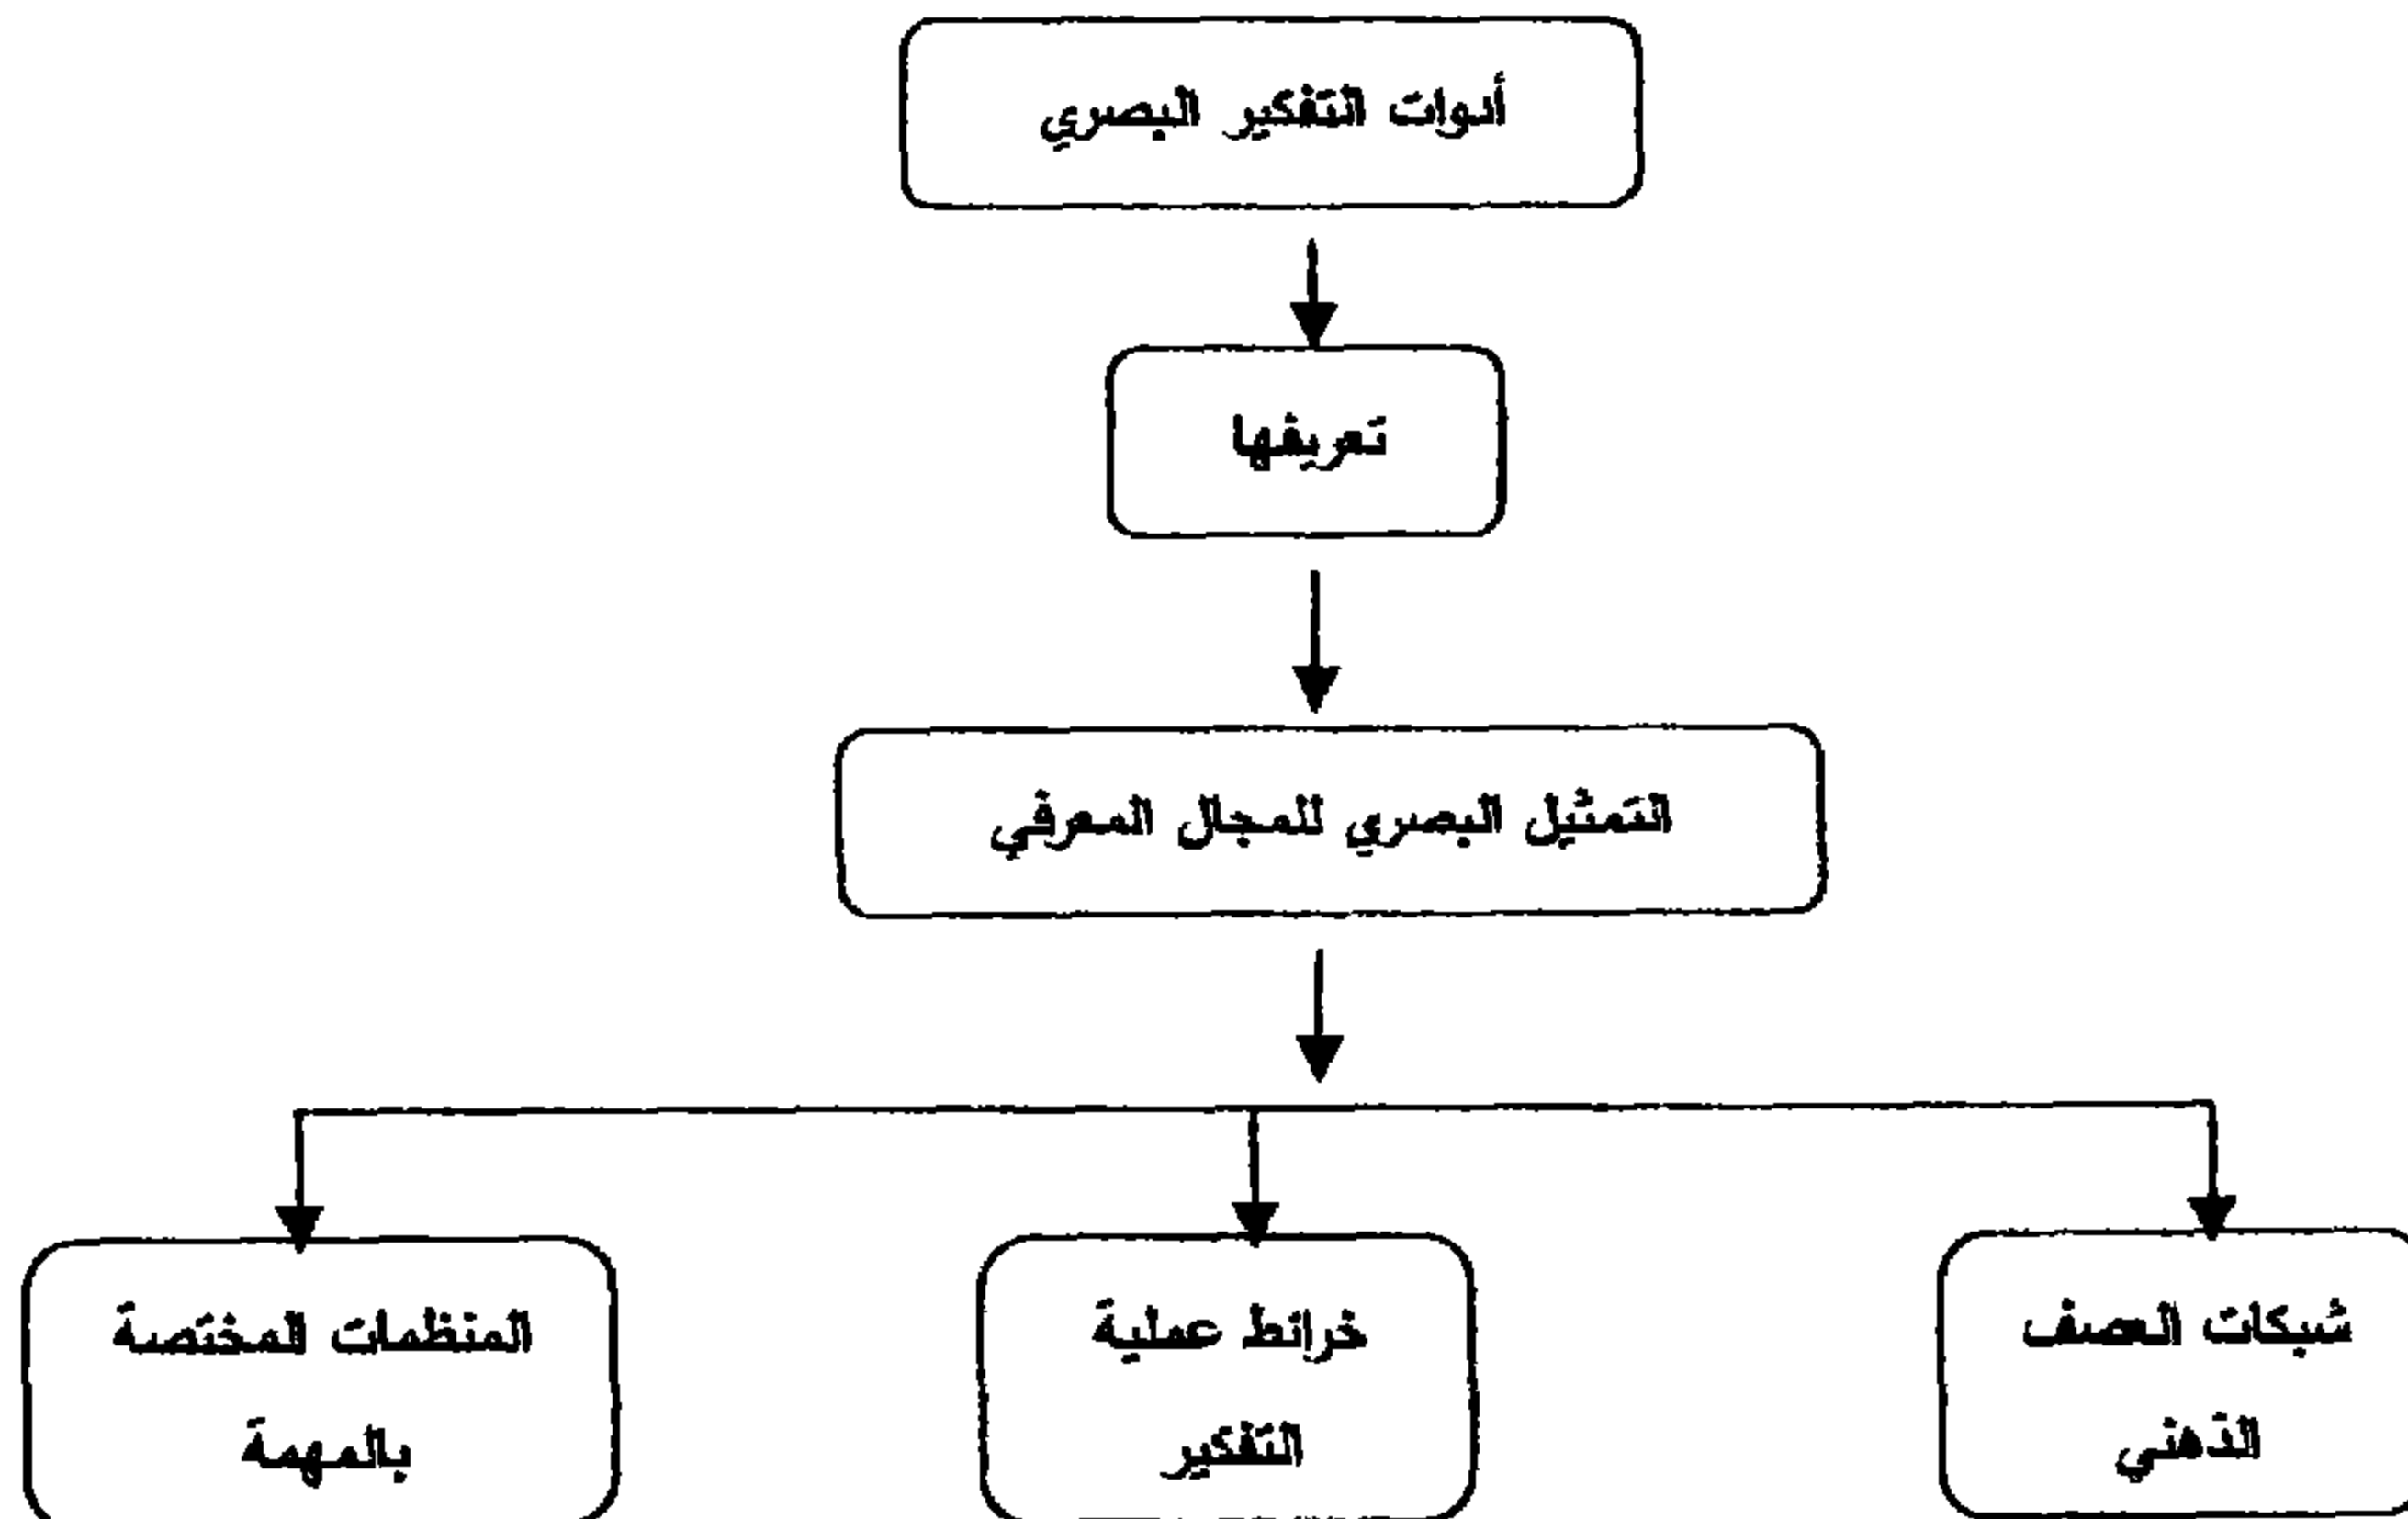 أدوات التفكير البصري
تعريفها
التمثيل البصري للمجال المعرفي
شبكات العصف
الذهني
خرائط عملية
التفكير
المنظمات المختصة
بالمهمة